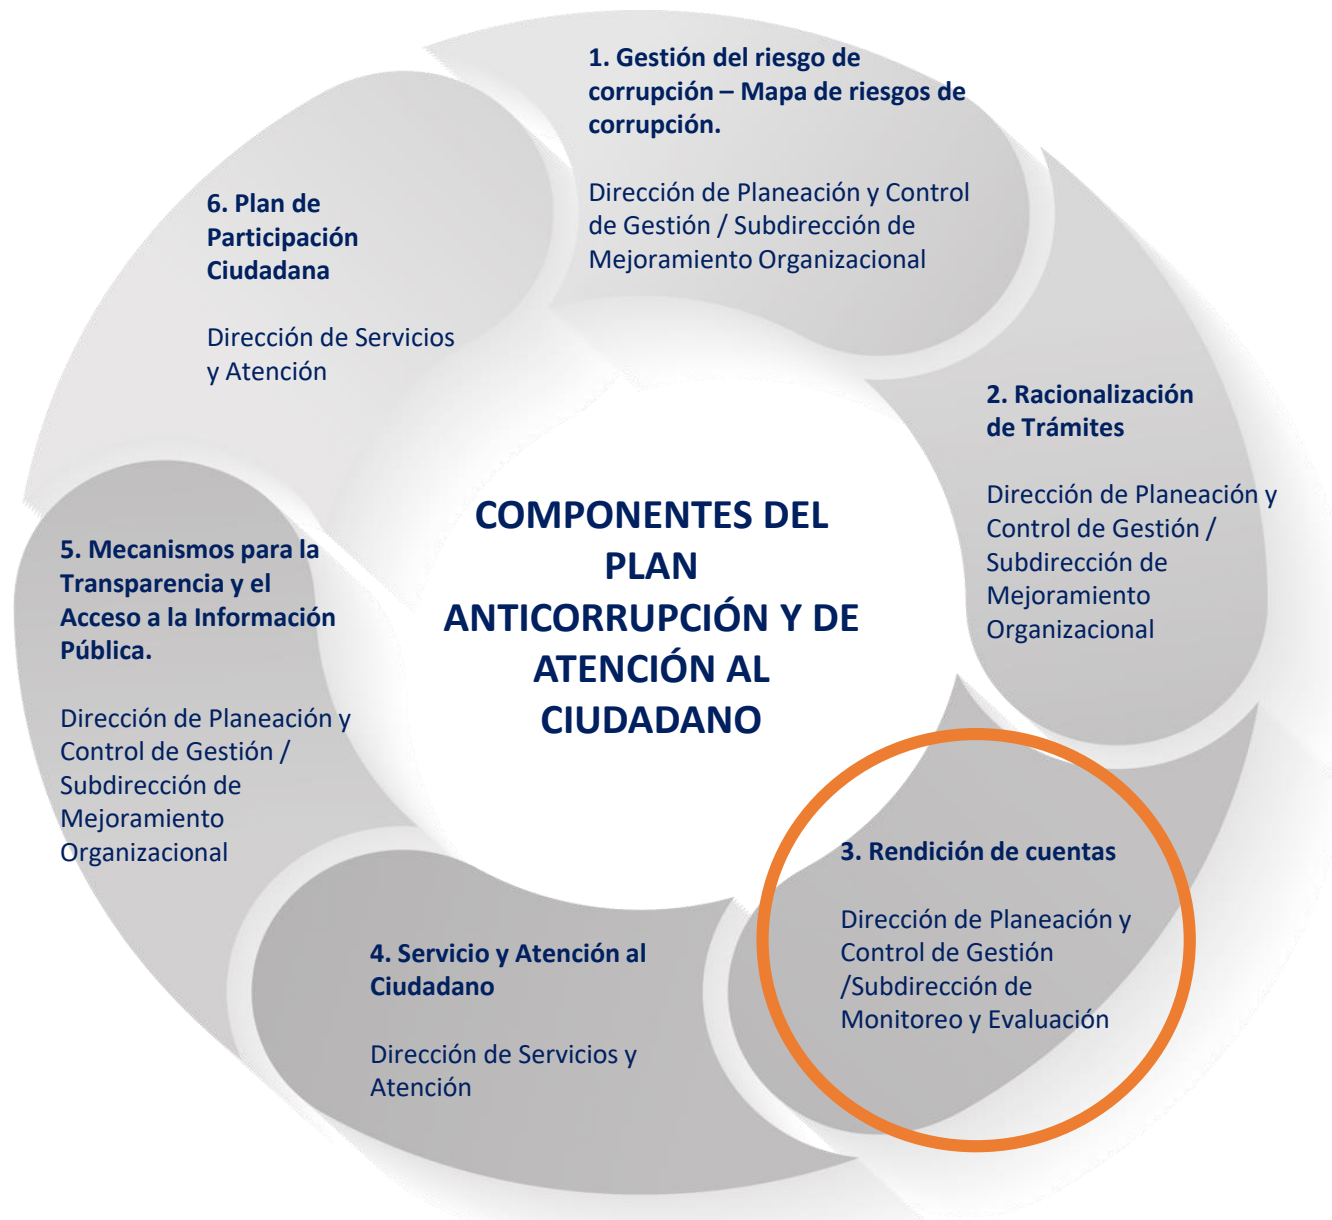 1. Gestión del riesgo de
corrupción – Mapa de riesgos de
corrupción.
Dirección de Planeación y Control
de Gestión / Subdirección de
Mejoramiento Organizacional
2. Racionalización
de Trámites
Dirección de Planeación y
Control de Gestión /
Subdirección de
Mejoramiento
Organizacional
3. Rendición de cuentas
Dirección de Planeación y
Control de Gestión
/Subdirección de
Monitoreo y Evaluación
4. Servicio y Atención al
Ciudadano
Dirección de Servicios y
Atención
5. Mecanismos para la
Transparencia y el
Acceso a la Información
Pública.
Dirección de Planeación y
Control de Gestión /
Subdirección de
Mejoramiento
Organizacional
6. Plan de
Participación
Ciudadana
Dirección de Servicios
y Atención
COMPONENTES DEL
PLAN
ANTICORRUPCIÓN Y DE
ATENCIÓN AL
CIUDADANO